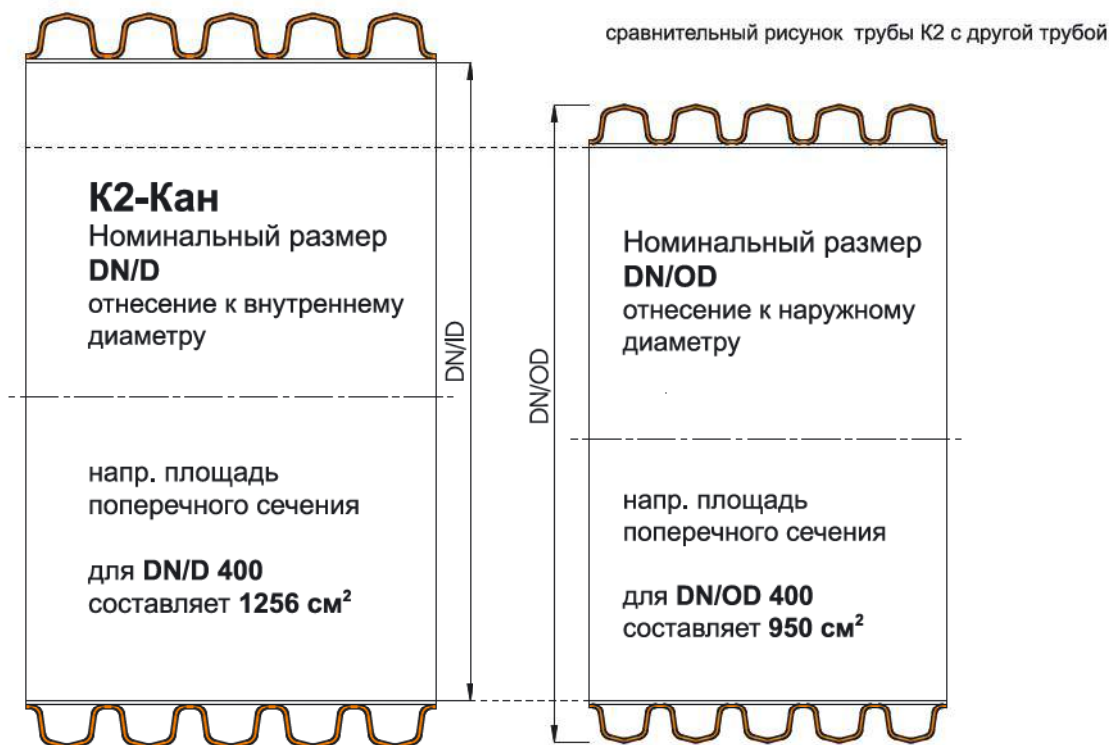 сравнительный рисунок трубы К2 с другой трубой
К2-Кан
Номинальный размер
DN/D
отнесение к внутреннему
диаметру
DN/ID
напр. площадь
поперечного сечения
для DN/D 400
составляет 1256 см²
DN/OD
Номинальный размер
DN/OD
отнесение к наружному
диаметру
напр. площадь
поперечного сечения
для DN/OD 400
составляет 950 см²